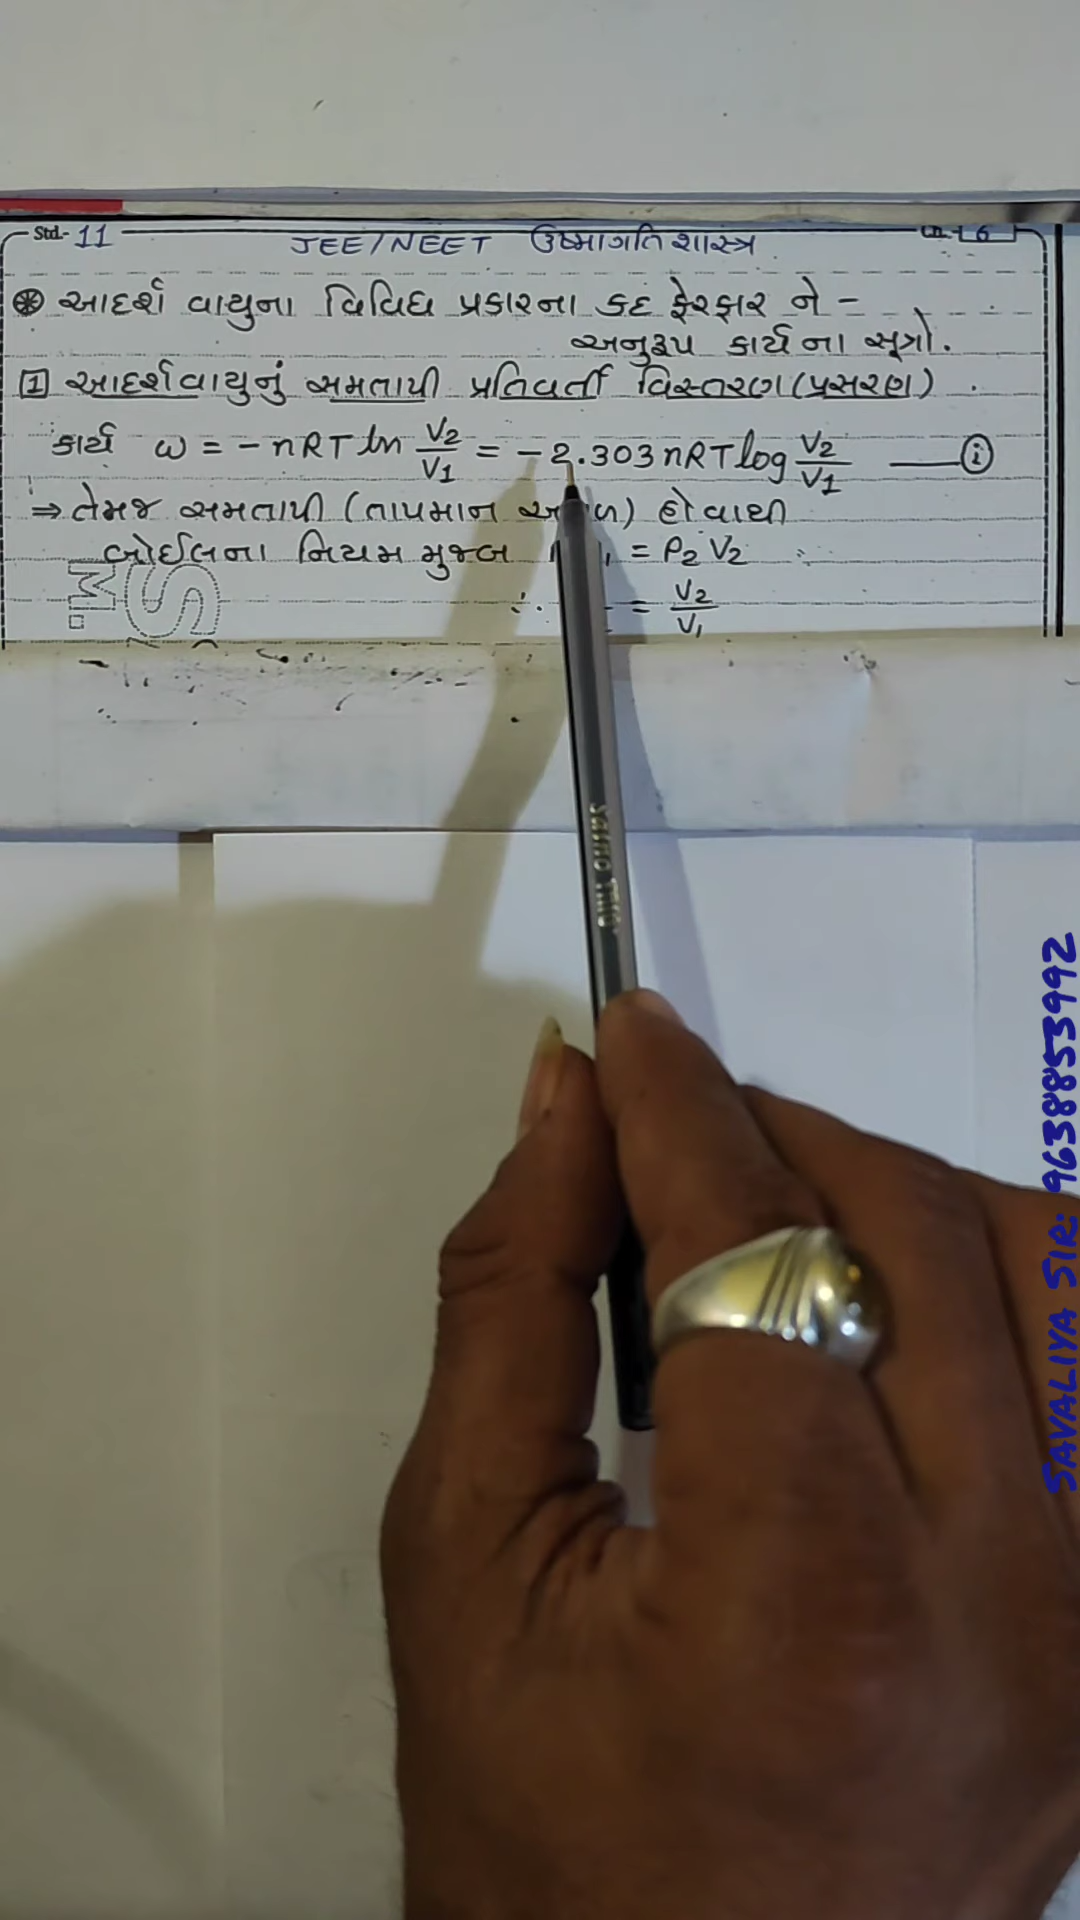 Std.- 11
JEE/NEET ઉષ્માગતિશાસ્ત્ર
6
⊛ આદર્શ વાયુના વિવિધ પ્રકારના કદ ફેરફાર ને -
અનુરૂપ કાર્ય ના સૂત્રો.
[1] આદર્શવાયુનું સમતાપી પ્રતિવર્તી વિસ્તરણ (પ્રસરણ)
કાર્ય ω = - nRT ln V2/V1 = -2.303 nRT log V2/V1 —— (i)
⇒ તેમજ સમતાપી (તાપમાન) હોવાથી
બોઈલના નિયમ મુજબ = P2 V2
∴ = V2/V1
SAVALIYA SIR: 9638853992